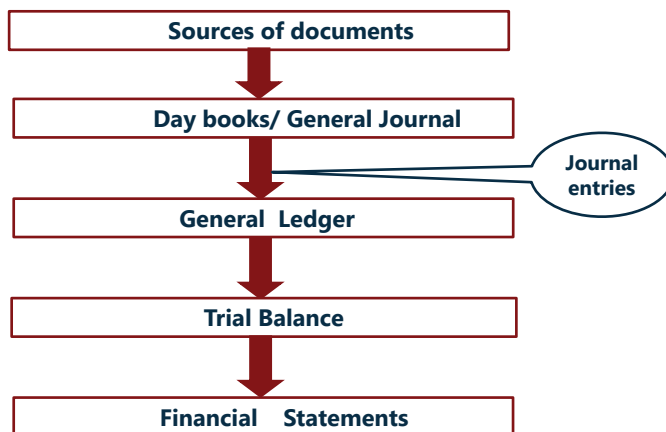 Sources of documents
Day books/ General Journal
Journal
entries
General Ledger
Trial Balance
Financial Statements